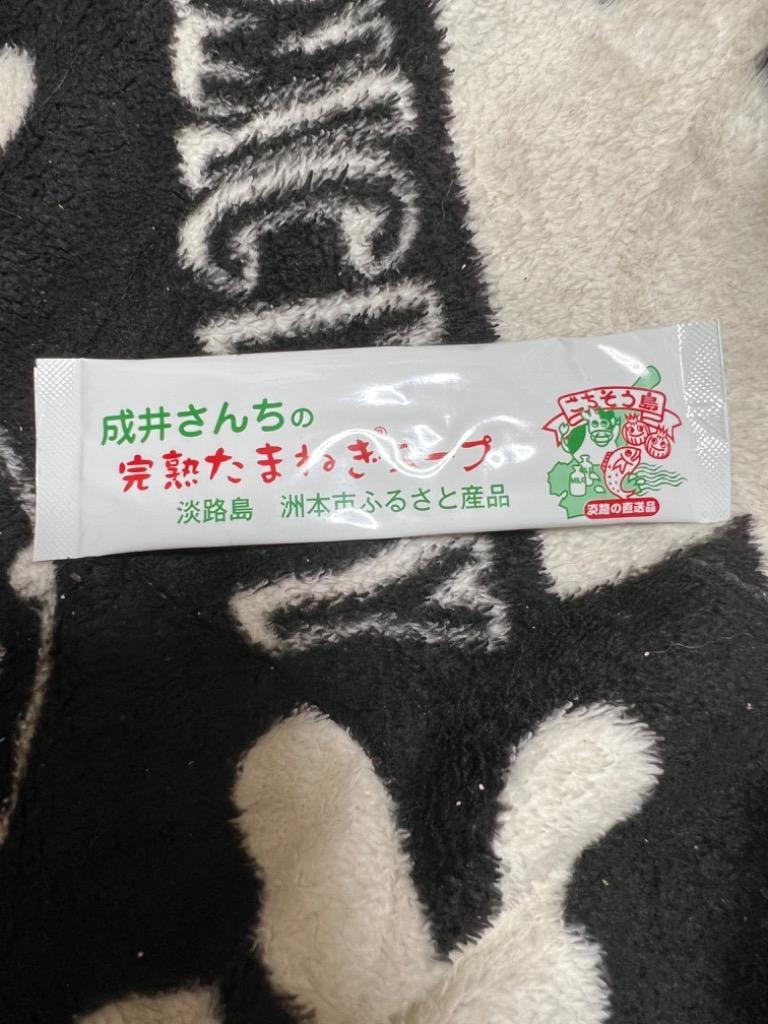 成井さんちの
完熟たまねぎスープ
淡路島 洲本市ふるさと産品
ごちそう島
MILK
淡路の直送品